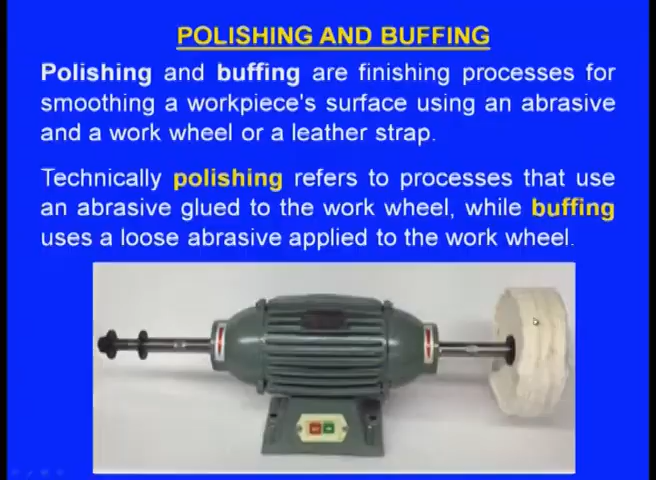 POLISHING AND BUFFING
Polishing and buffing are finishing processes for
smoothing a workpiece's surface using an abrasive
and a work wheel or a leather strap.
Technically polishing refers to processes that use
an abrasive glued to the work wheel, while buffing
uses a loose abrasive applied to the work wheel.